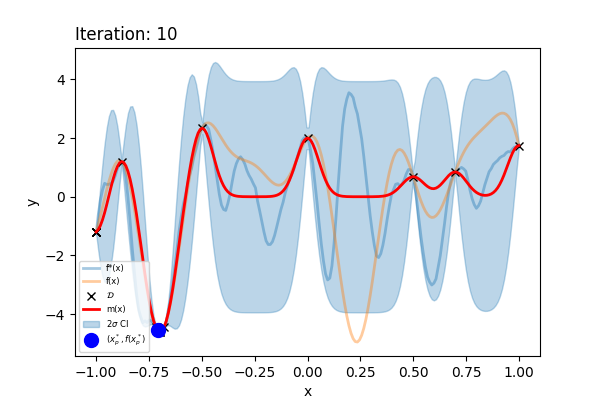 Iteration: 10
y
4
2
0
−2
−4
f*(x)
f(x)
𝒟
m(x)
2σ CI
(x*ₚ, f(x*ₚ)
−1.00 −0.75 −0.50 −0.25 0.00 0.25 0.50 0.75 1.00
x